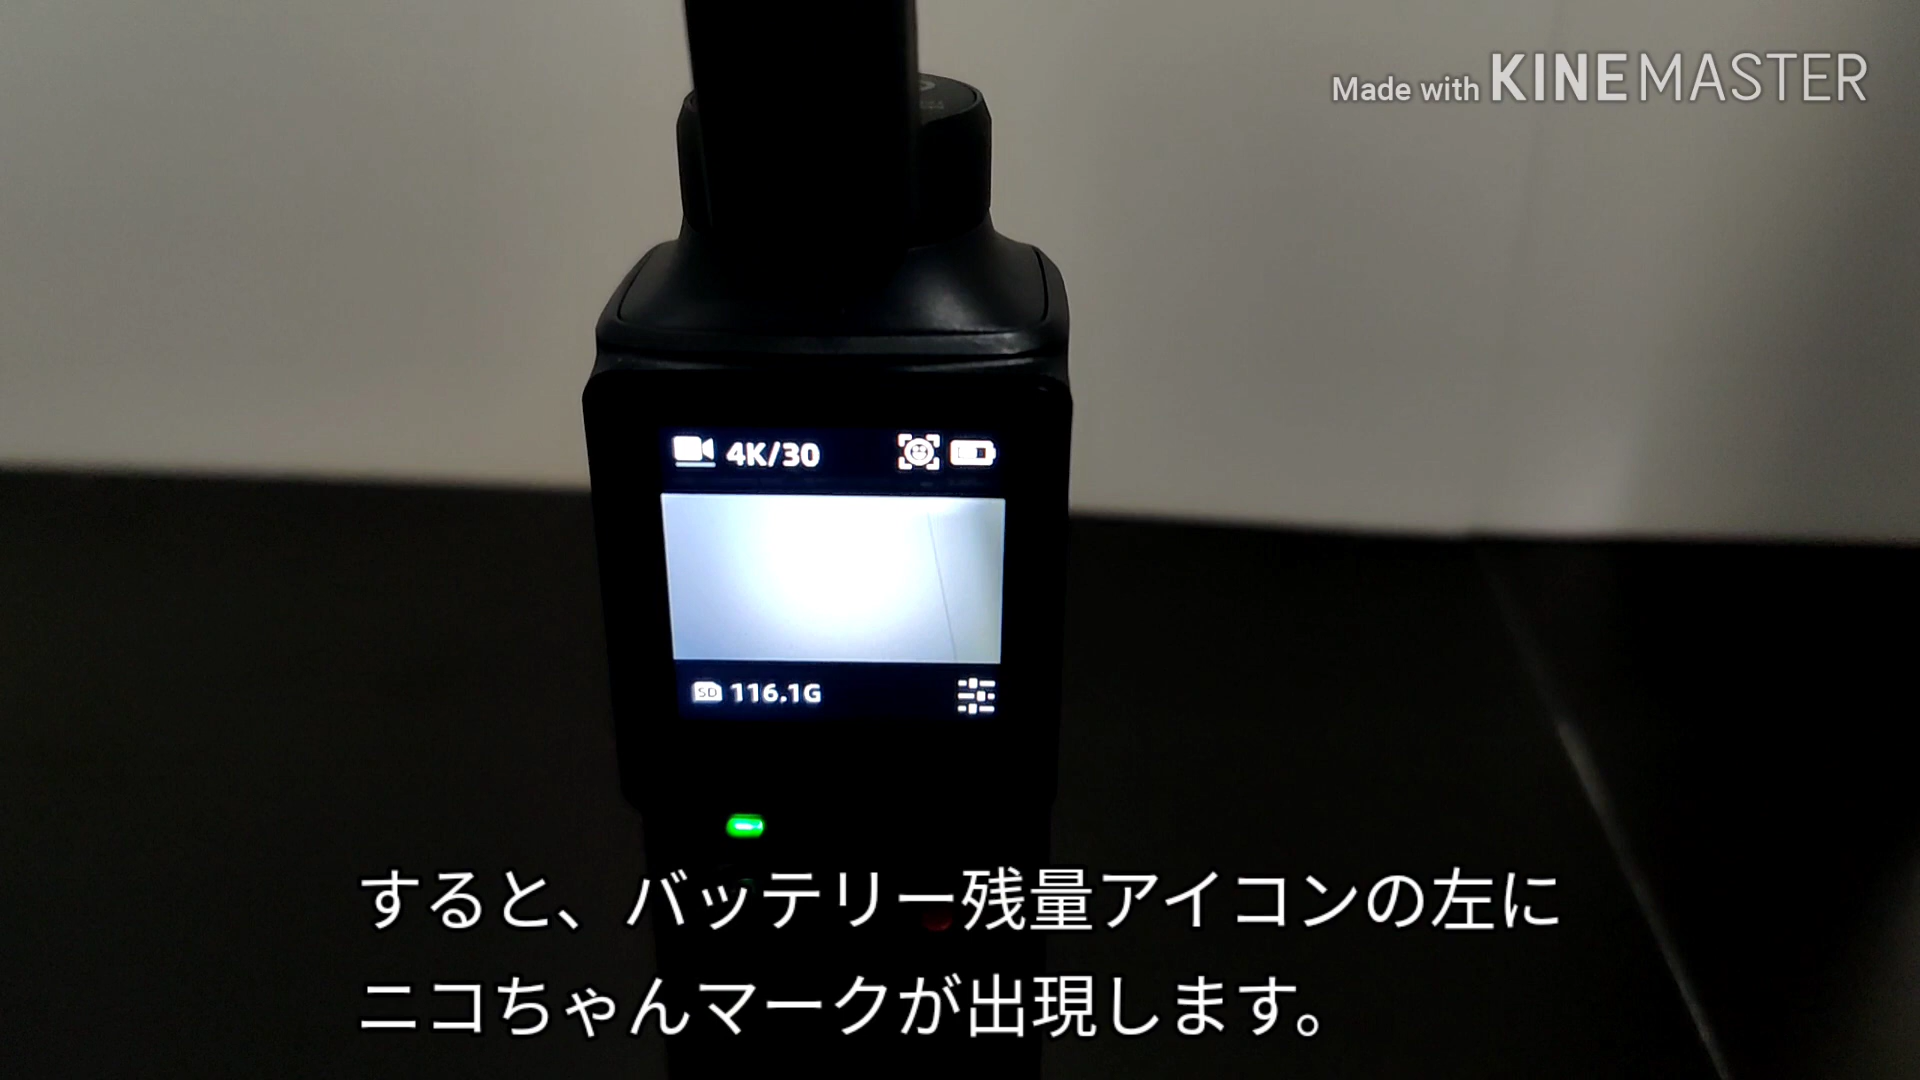 Made with KINEMASTER
4K/30
SD 116.1G
すると、バッテリー残量アイコンの左に
ニコちゃんマークが出現します。